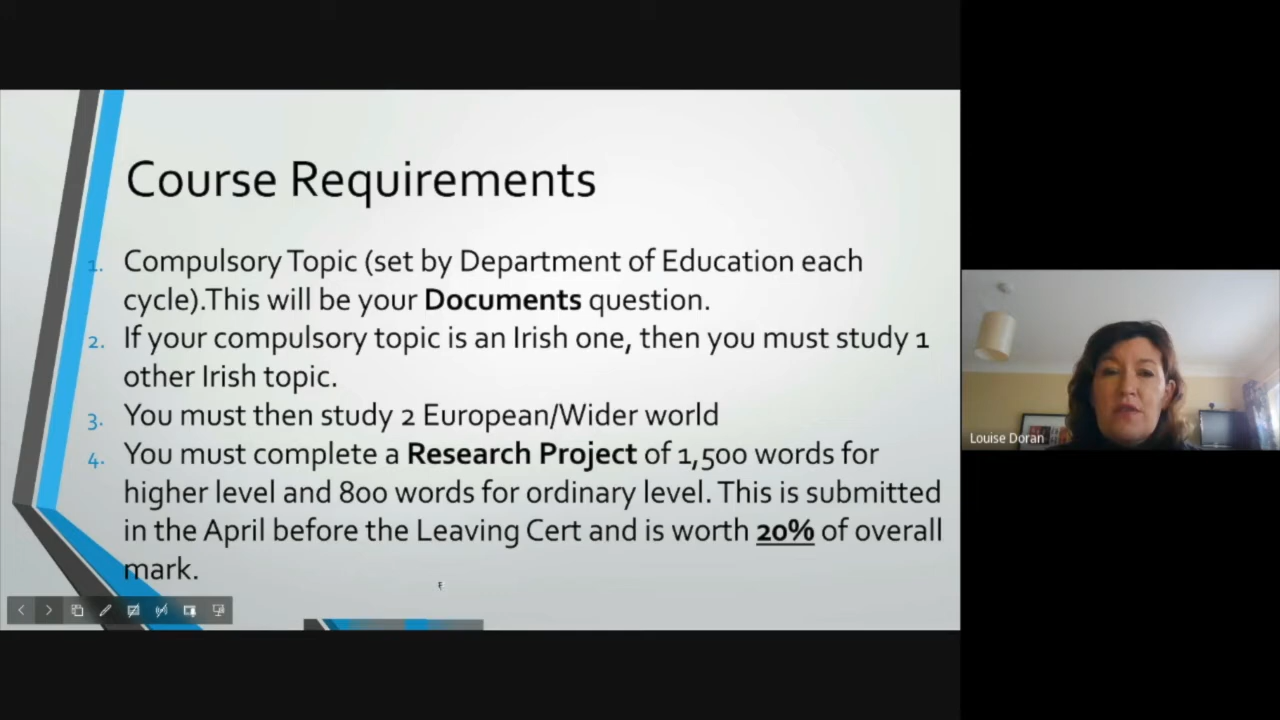 Course Requirements
1. Compulsory Topic (set by Department of Education each
cycle).This will be your Documents question.
2. If your compulsory topic is an Irish one, then you must study 1
other Irish topic.
3. You must then study 2 European/Wider world
4. You must complete a Research Project of 1,500 words for
higher level and 800 words for ordinary level. This is submitted
in the April before the Leaving Cert and is worth 20% of overall
mark.
Louise Doran